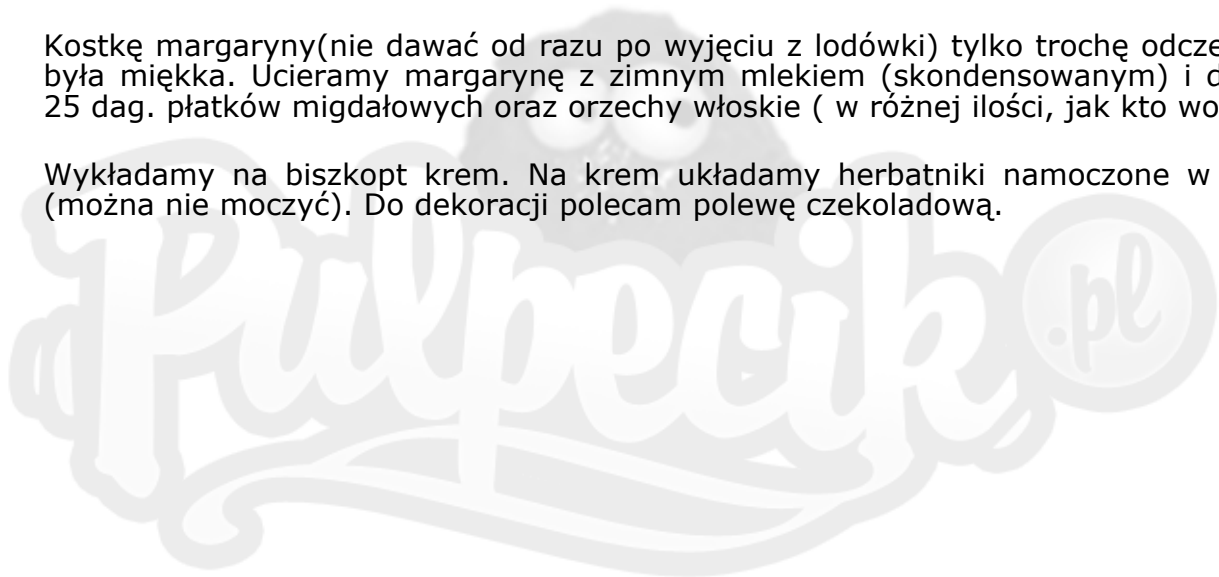 Kostkę margaryny(nie dawać od razu po wyjęciu z lodówki) tylko trochę
była miękka. Ucieramy margarynę z zimnym mlekiem (skondensowanym) i
25 dag. płatków migdałowych oraz orzechy włoskie ( w różnej ilości, jak kto
Wykładamy na biszkopt krem. Na krem układamy herbatniki namoczone w
(można nie moczyć). Do dekoracji polecam polewę czekoladową.
Pulpecik .pl